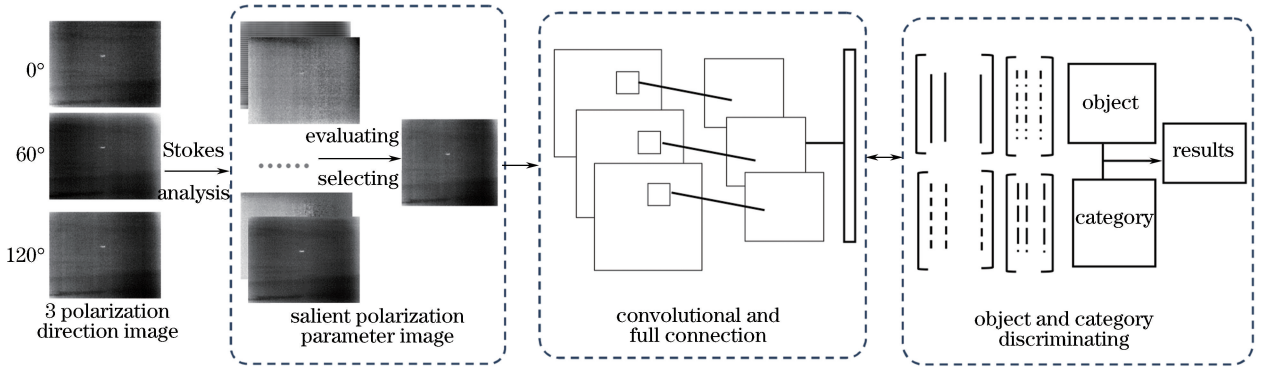 0°
60°
120°
3 polarization
direction image
Stokes
analysis
evaluating
selecting
salient polarization
parameter image
convolutional and
full connection
object
category
results
object and category
discriminating